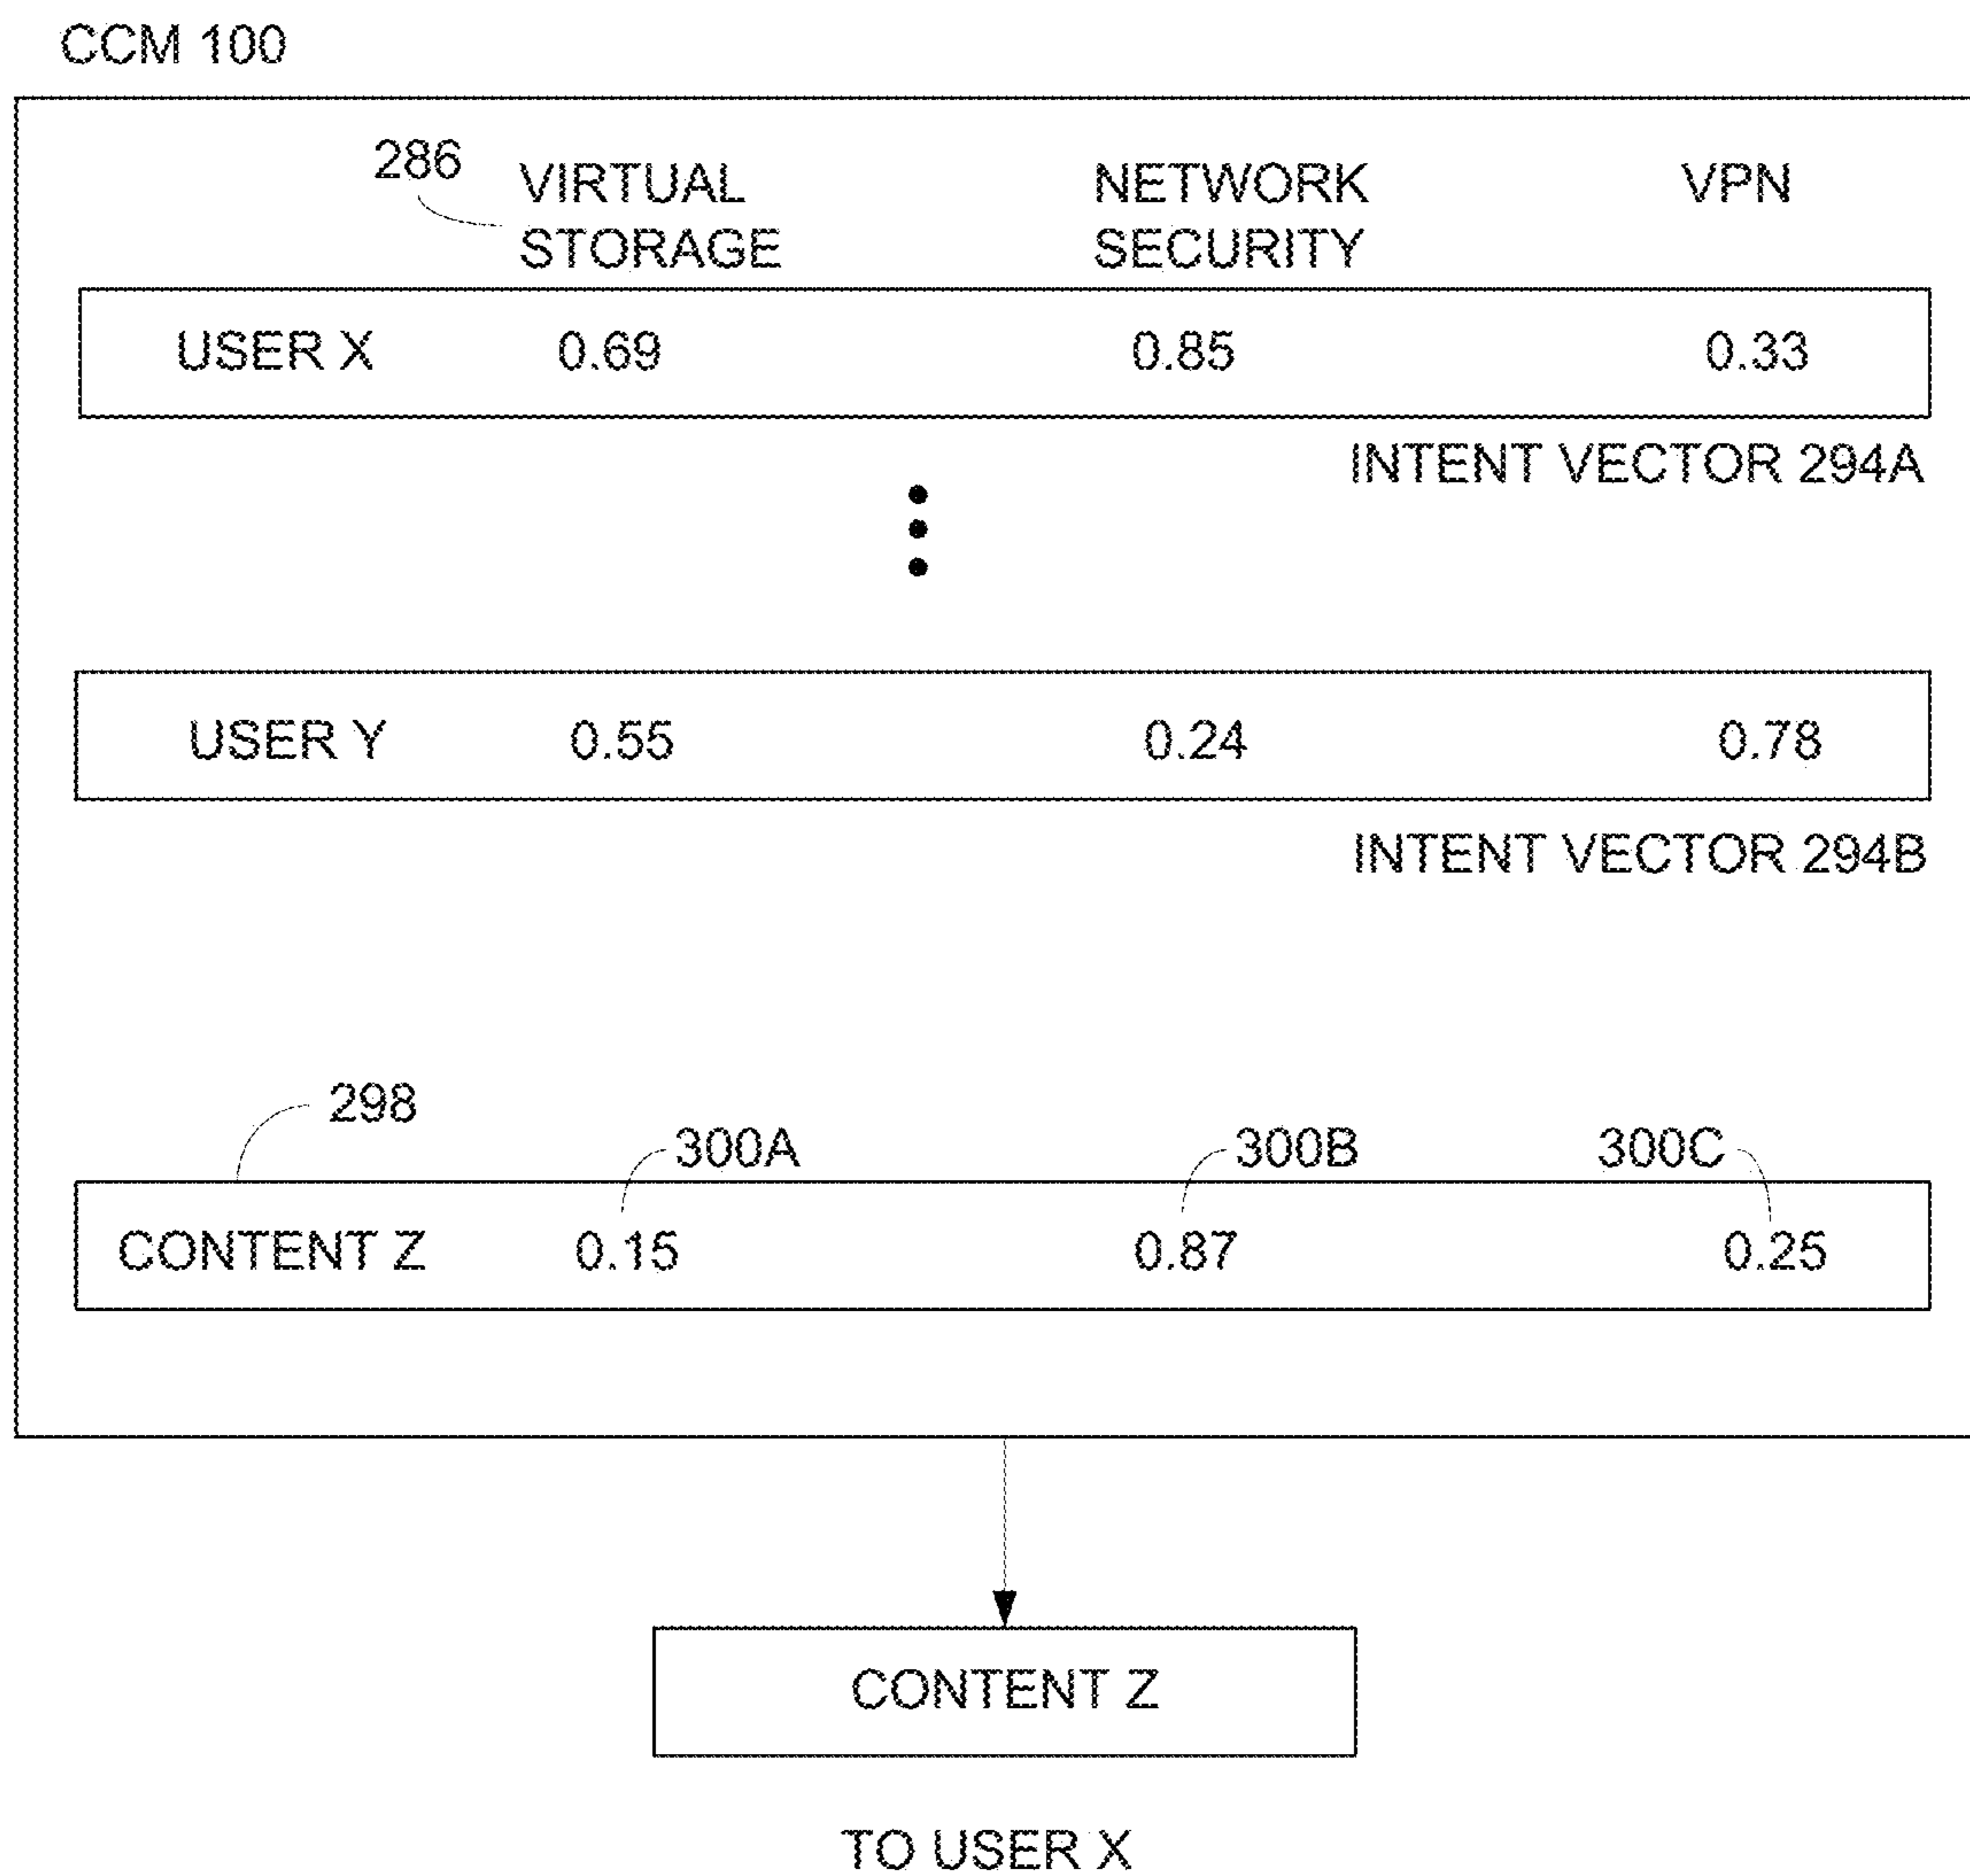 CCM 100
286
VIRTUAL STORAGE
NETWORK SECURITY
VPN
USER X 0.69 0.85 0.33
INTENT VECTOR 294A
USER Y 0.55 0.24 0.78
INTENT VECTOR 294B
298
300A 300B 300C
CONTENT Z 0.15 0.87 0.25
CONTENT Z
TO USER X